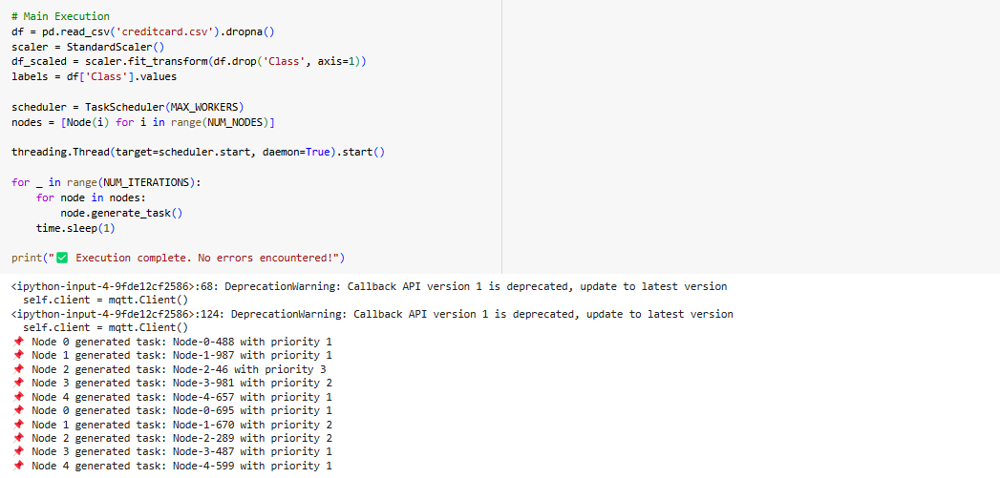 # Main Execution
df = pd.read_csv('creditcard.csv').dropna()
scaler = StandardScaler()
df_scaled = scaler.fit_transform(df.drop('Class', axis=1))
labels = df['Class'].values
scheduler = TaskScheduler(MAX_WORKERS)
nodes = [Node(i) for i in range(NUM_NODES)]
threading.Thread(target=scheduler.start, daemon=True).start()
for _ in range(NUM_ITERATIONS):
    for node in nodes:
        node.generate_task()
    time.sleep(1)
print("✅ Execution complete. No errors encountered!")
<ipython-input-4-9fde12cf2586>:68: DeprecationWarning: Callback API version 1 is deprecated, update to latest version
  self.client = mqtt.Client()
<ipython-input-4-9fde12cf2586>:124: DeprecationWarning: Callback API version 1 is deprecated, update to latest version
  self.client = mqtt.Client()
📌 Node 0 generated task: Node-0-488 with priority 1
📌 Node 1 generated task: Node-1-987 with priority 1
📌 Node 2 generated task: Node-2-46 with priority 3
📌 Node 3 generated task: Node-3-981 with priority 2
📌 Node 4 generated task: Node-4-657 with priority 1
📌 Node 0 generated task: Node-0-695 with priority 1
📌 Node 1 generated task: Node-1-670 with priority 2
📌 Node 2 generated task: Node-2-289 with priority 2
📌 Node 3 generated task: Node-3-487 with priority 1
📌 Node 4 generated task: Node-4-599 with priority 1